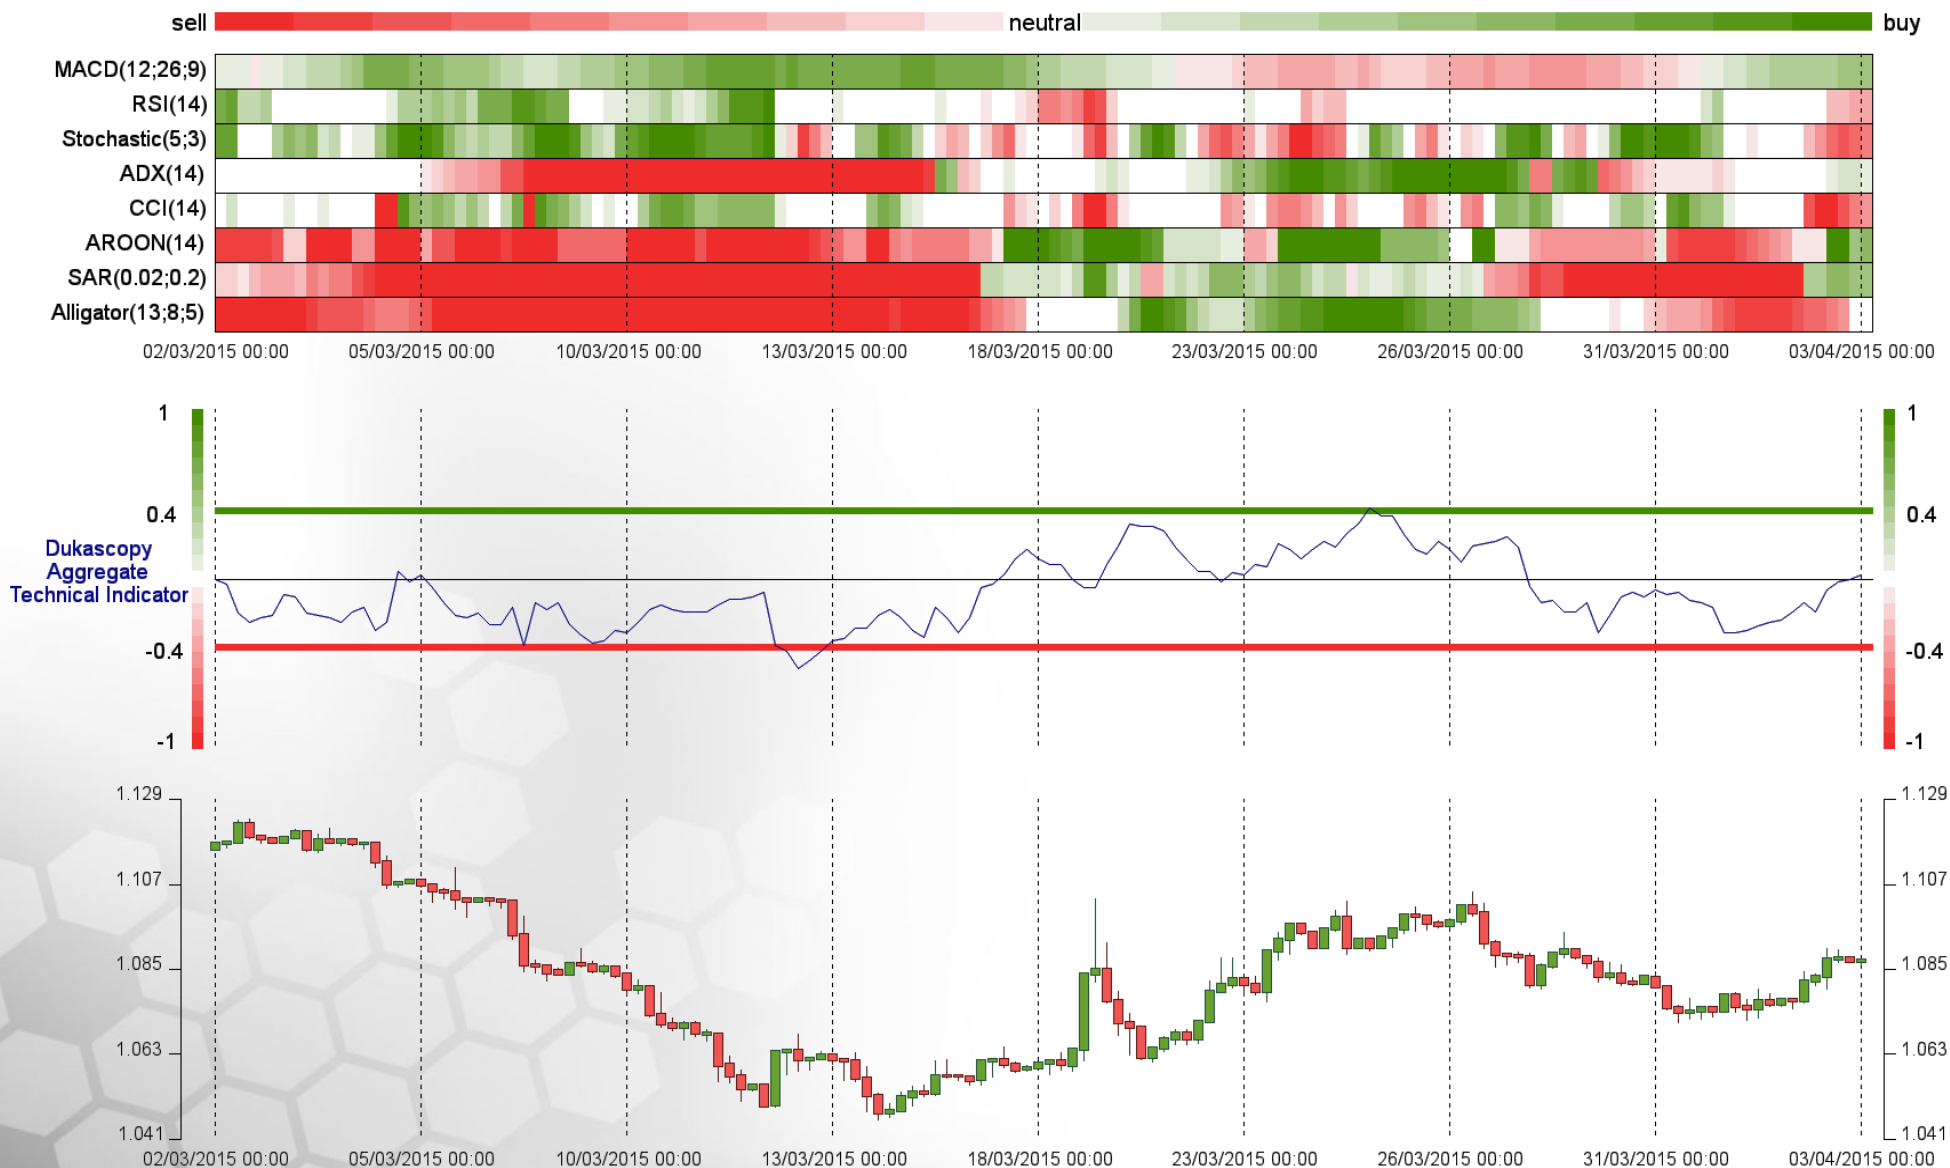 sell neutral buy
MACD(12;26;9)
RSI(14)
Stochastic(5;3)
ADX(14)
CCI(14)
AROON(14)
SAR(0.02;0.2)
Alligator(13;8;5)
02/03/2015 00:00 05/03/2015 00:00 10/03/2015 00:00 13/03/2015 00:00 18/03/2015 00:00 23/03/2015 00:00 26/03/2015 00:00 31/03/2015 00:00 03/04/2015 00:00
1 1
0.4 0.4
Dukascopy
Aggregate
Technical Indicator
-0.4 -0.4
-1 -1
1.129 1.129
1.107 1.107
1.085 1.085
1.063 1.063
1.041 1.041
02/03/2015 00:00 05/03/2015 00:00 10/03/2015 00:00 13/03/2015 00:00 18/03/2015 00:00 23/03/2015 00:00 26/03/2015 00:00 31/03/2015 00:00 03/04/2015 00:00